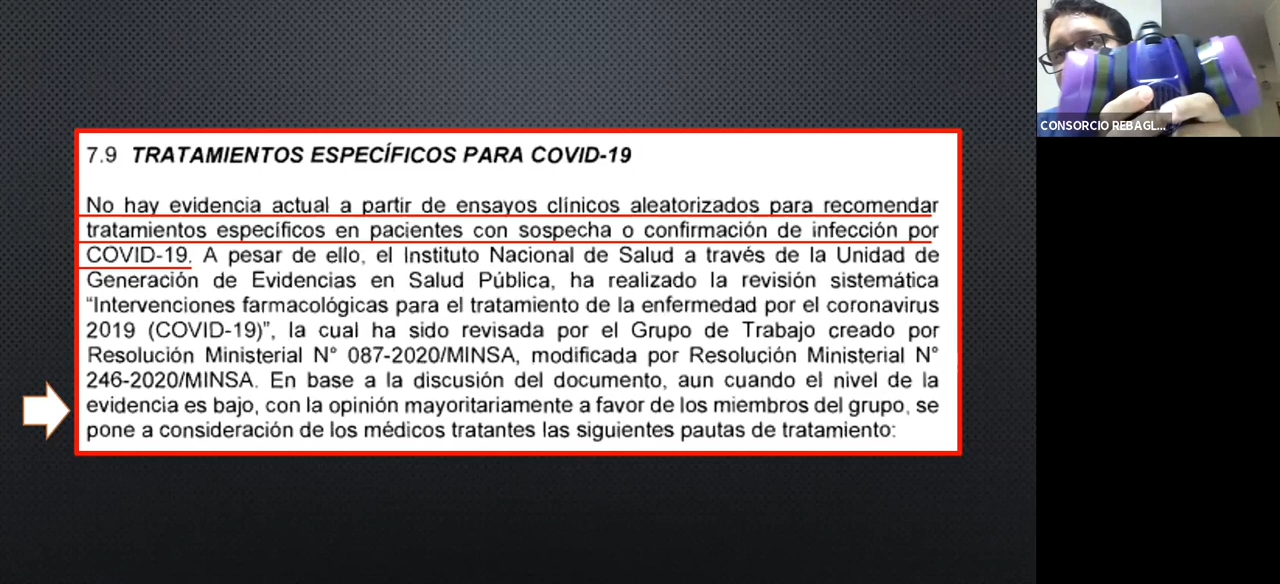 7.9 TRATAMIENTOS ESPECÍFICOS PARA COVID-19
No hay evidencia actual a partir de ensayos clínicos aleatorizados para recomendar
tratamientos específicos en pacientes con sospecha o confirmación de infección por
COVID-19. A pesar de ello, el Instituto Nacional de Salud a través de la Unidad de
Generación de Evidencias en Salud Pública, ha realizado la revisión sistemática
“Intervenciones farmacológicas para el tratamiento de la enfermedad por el coronavirus
2019 (COVID-19)”, la cual ha sido revisada por el Grupo de Trabajo creado por
Resolución Ministerial N° 087-2020/MINSA, modificada por Resolución Ministerial N°
246-2020/MINSA. En base a la discusión del documento, aun cuando el nivel de la
evidencia es bajo, con la opinión mayoritariamente a favor de los miembros del grupo, se
pone a consideración de los médicos tratantes las siguientes pautas de tratamiento:
CONSORCIO REBAGL...